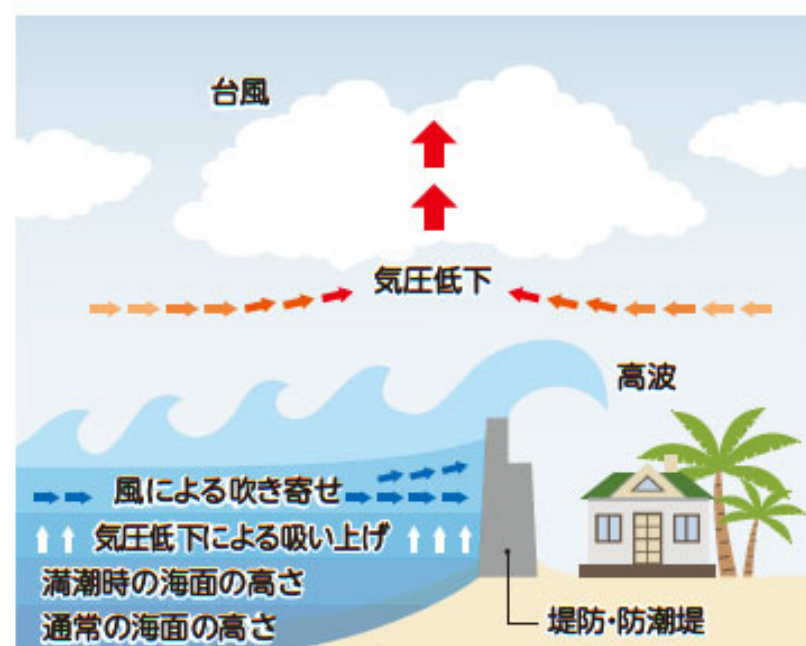 台風
気圧低下
高波
風による吹き寄せ
気圧低下による吸い上げ
満潮時の海面の高さ
通常の海面の高さ
堤防・防潮堤